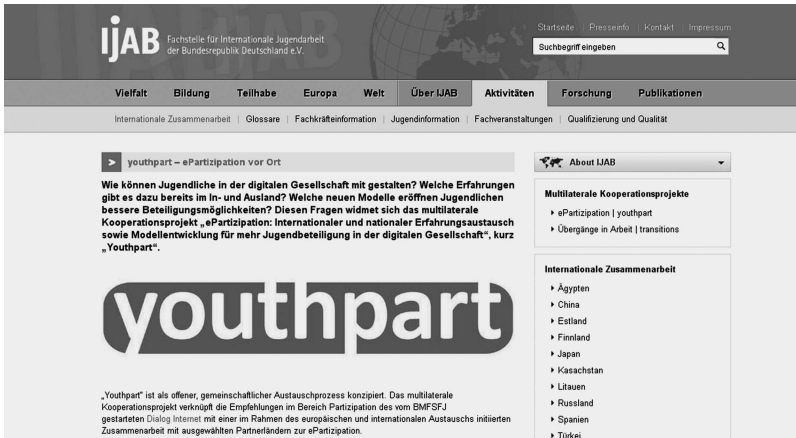 IJAB Fachstelle für Internationale Jugendarbeit
der Bundesrepublik Deutschland e.V.
Startseite | Presseinfo | Kontakt | Impressum
Suchbegriff eingeben
Vielfalt Bildung Teilhabe Europa Welt Über IJAB Aktivitäten Forschung Publikationen
Internationale Zusammenarbeit | Glossare | Fachkräfteinformation | Jugendinformation | Fachveranstaltungen | Qualifizierung und Qualität
> youthpart – ePartizipation vor Ort
Wie können Jugendliche in der digitalen Gesellschaft mit gestalten? Welche Erfahrungen
gibt es dazu bereits im In- und Ausland? Welche neuen Modelle eröffnen Jugendlichen
bessere Beteiligungsmöglichkeiten? Diesen Fragen widmet sich das multilaterale
Kooperationsprojekt „ePartizipation: Internationaler und nationaler Erfahrungsaustausch
sowie Modellentwicklung für mehr Jugendbeteiligung in der digitalen Gesellschaft“, kurz
„Youthpart“.
youthpart
„Youthpart" ist als offener, gemeinschaftlicher Austauschprozess konzipiert. Das multilaterale
Kooperationsprojekt verknüpft die Empfehlungen im Bereich Partizipation des vom BMFSFJ
gestarteten Dialog Internet mit einer im Rahmen des europäischen und internationalen Austauschs initiierten
Zusammenarbeit mit ausgewählten Partnerländern zur ePartizipation.
About IJAB
Multilaterale Kooperationsprojekte
ePartizipation | youthpart
Übergänge in Arbeit | transitions
Internationale Zusammenarbeit
Ägypten
China
Estland
Finnland
Japan
Kasachstan
Litauen
Russland
Spanien
Türkei